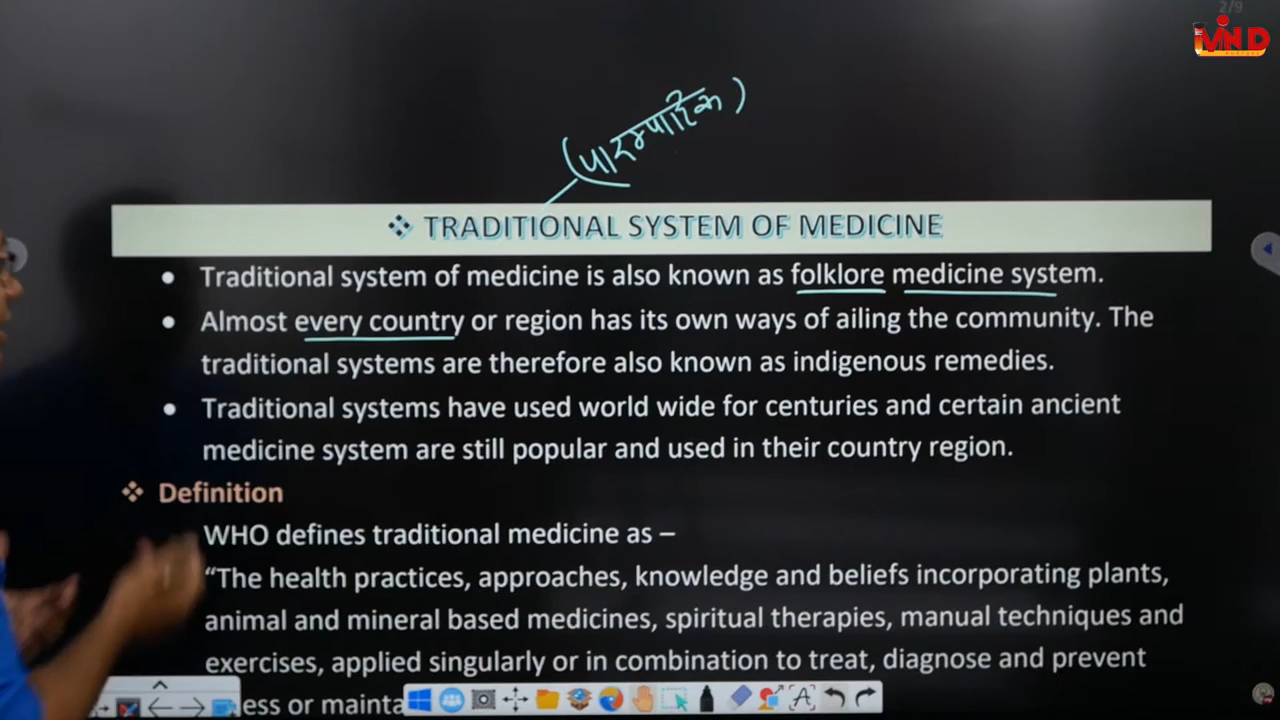 2/9
MIND
(पारम्पारिक)
❖ TRADITIONAL SYSTEM OF MEDICINE
• Traditional system of medicine is also known as folklore medicine system.
• Almost every country or region has its own ways of ailing the community. The
traditional systems are therefore also known as indigenous remedies.
• Traditional systems have used world wide for centuries and certain ancient
medicine system are still popular and used in their country region.
❖ Definition
WHO defines traditional medicine as –
“The health practices, approaches, knowledge and beliefs incorporating plants,
animal and mineral based medicines, spiritual therapies, manual techniques and
exercises, applied singularly or in combination to treat, diagnose and prevent
or